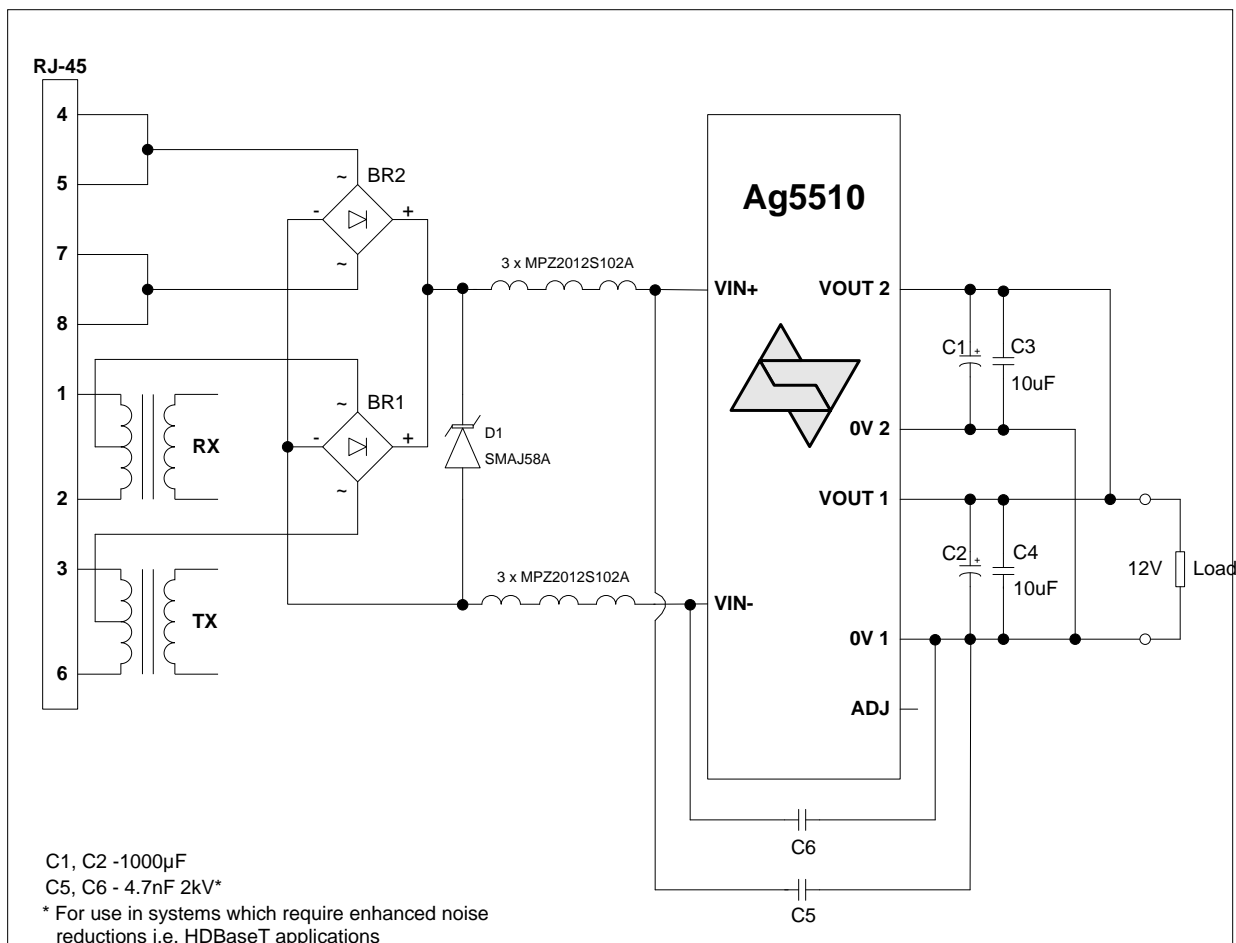 RJ-45
4
5
7
8
1
2
3
6
RX
TX
~
BR2
-
+
~
~
BR1
-
+
~
D1
SMAJ58A
3 x MPZ2012S102A
3 x MPZ2012S102A
Ag5510
VIN+
VIN-
VOUT 2
0V 2
VOUT 1
0V 1
ADJ
C1
+
C3
10uF
C2
+
C4
10uF
12V
Load
C6
C5
C1, C2 -1000µF
C5, C6 - 4.7nF 2kV*
* For use in systems which require enhanced noise
reductions i.e. HDBaseT applications